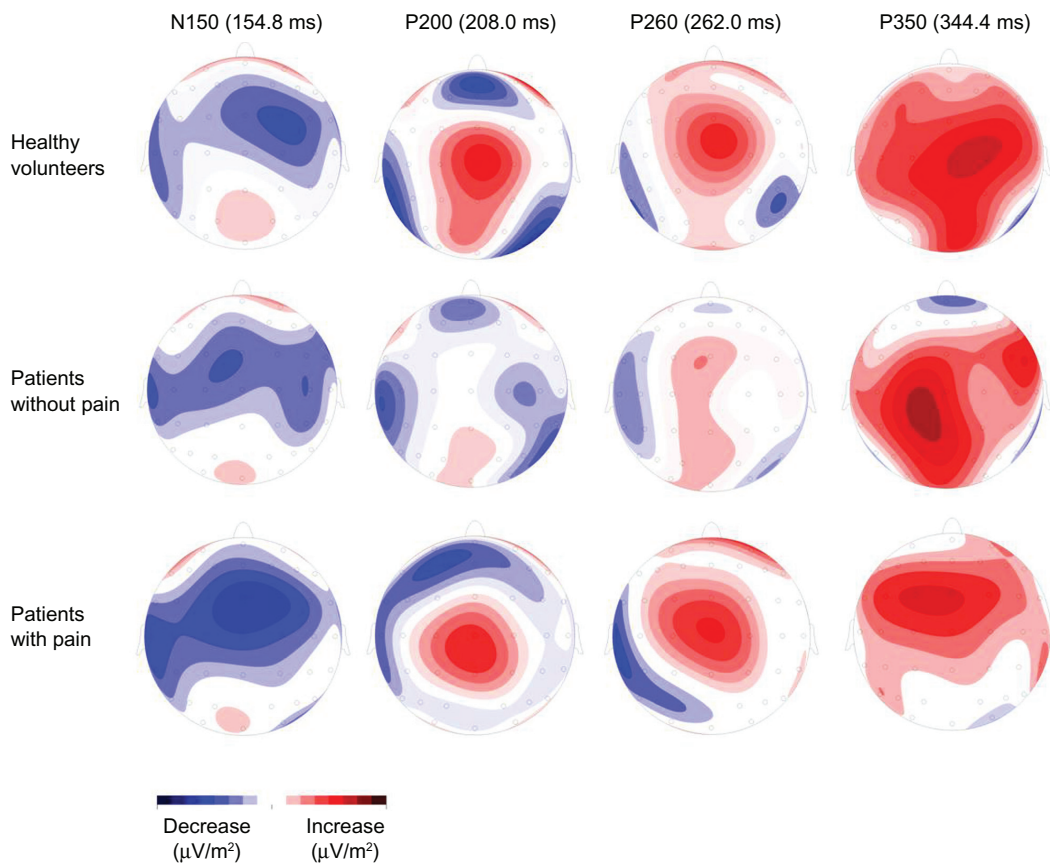 N150 (154.8 ms) P200 (208.0 ms) P260 (262.0 ms) P350 (344.4 ms)
Healthy
volunteers
Patients
without pain
Patients
with pain
Decrease Increase
(μV/m²) (μV/m²)